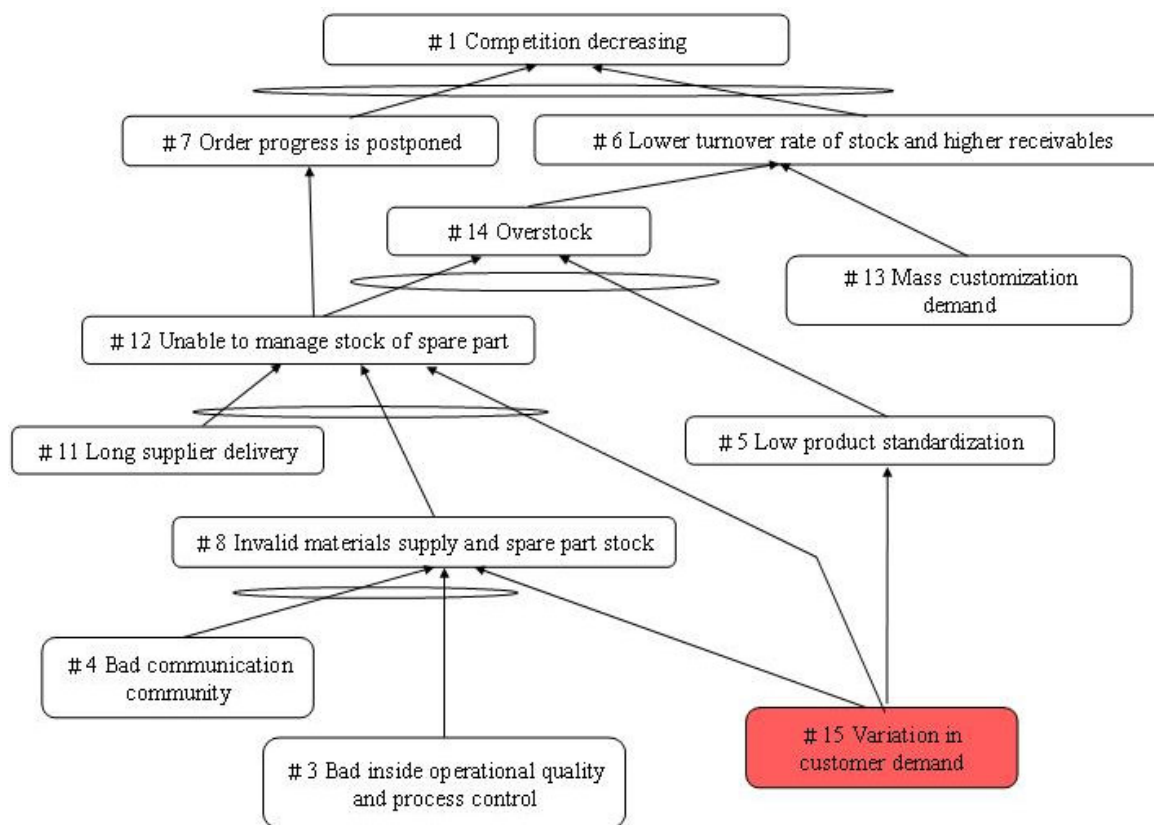 # 1 Competition decreasing
# 7 Order progress is postponed
# 6 Lower turnover rate of stock and higher receivables
# 14 Overstock
# 13 Mass customization
demand
# 12 Unable to manage stock of spare part
# 11 Long supplier delivery
# 5 Low product standardization
# 8 Invalid materials supply and spare part stock
# 4 Bad communication
community
# 15 Variation in
customer demand
# 3 Bad inside operational quality
and process control